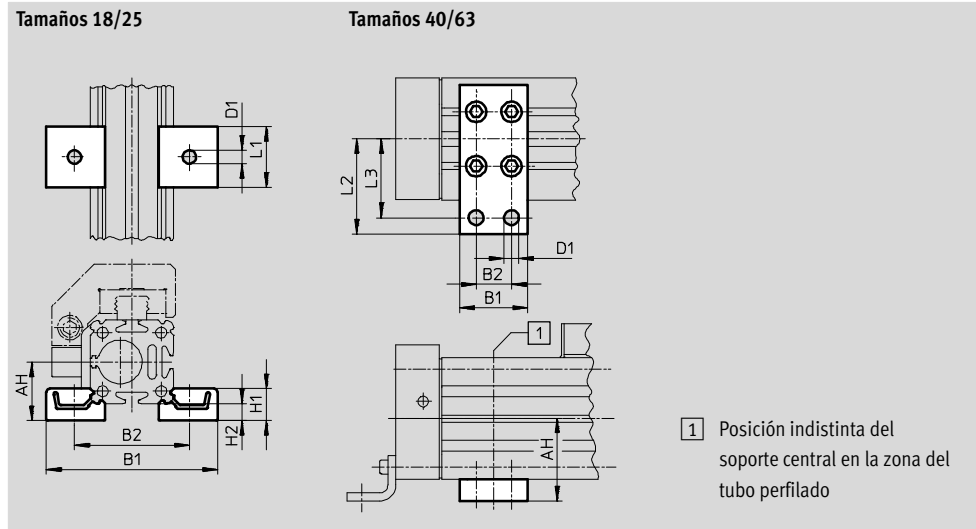 Tamaños 18/25
Tamaños 40/63
D1
L1
L2
L3
D1
B2
B1
1
AH
H1
H2
B2
B1
AH
1 Posición indistinta del
soporte central en la zona del
tubo perfilado